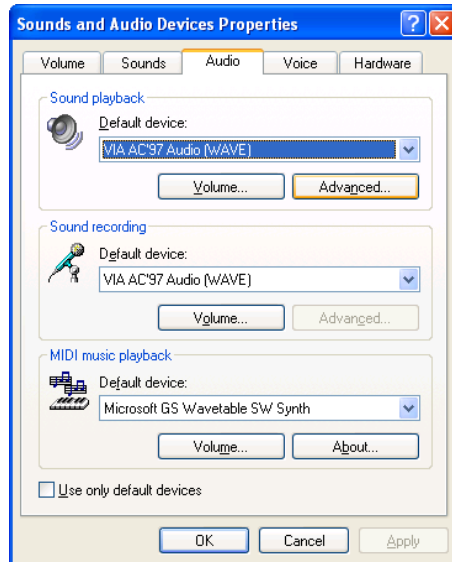 Sounds and Audio Devices Properties
Volume Sounds Audio Voice Hardware
Sound playback
Default device:
VIA AC'97 Audio (WAVE)
Volume... Advanced...
Sound recording
Default device:
VIA AC'97 Audio (WAVE)
Volume... Advanced...
MIDI music playback
Default device:
Microsoft GS Wavetable SW Synth
Volume... About...
Use only default devices
OK Cancel Apply